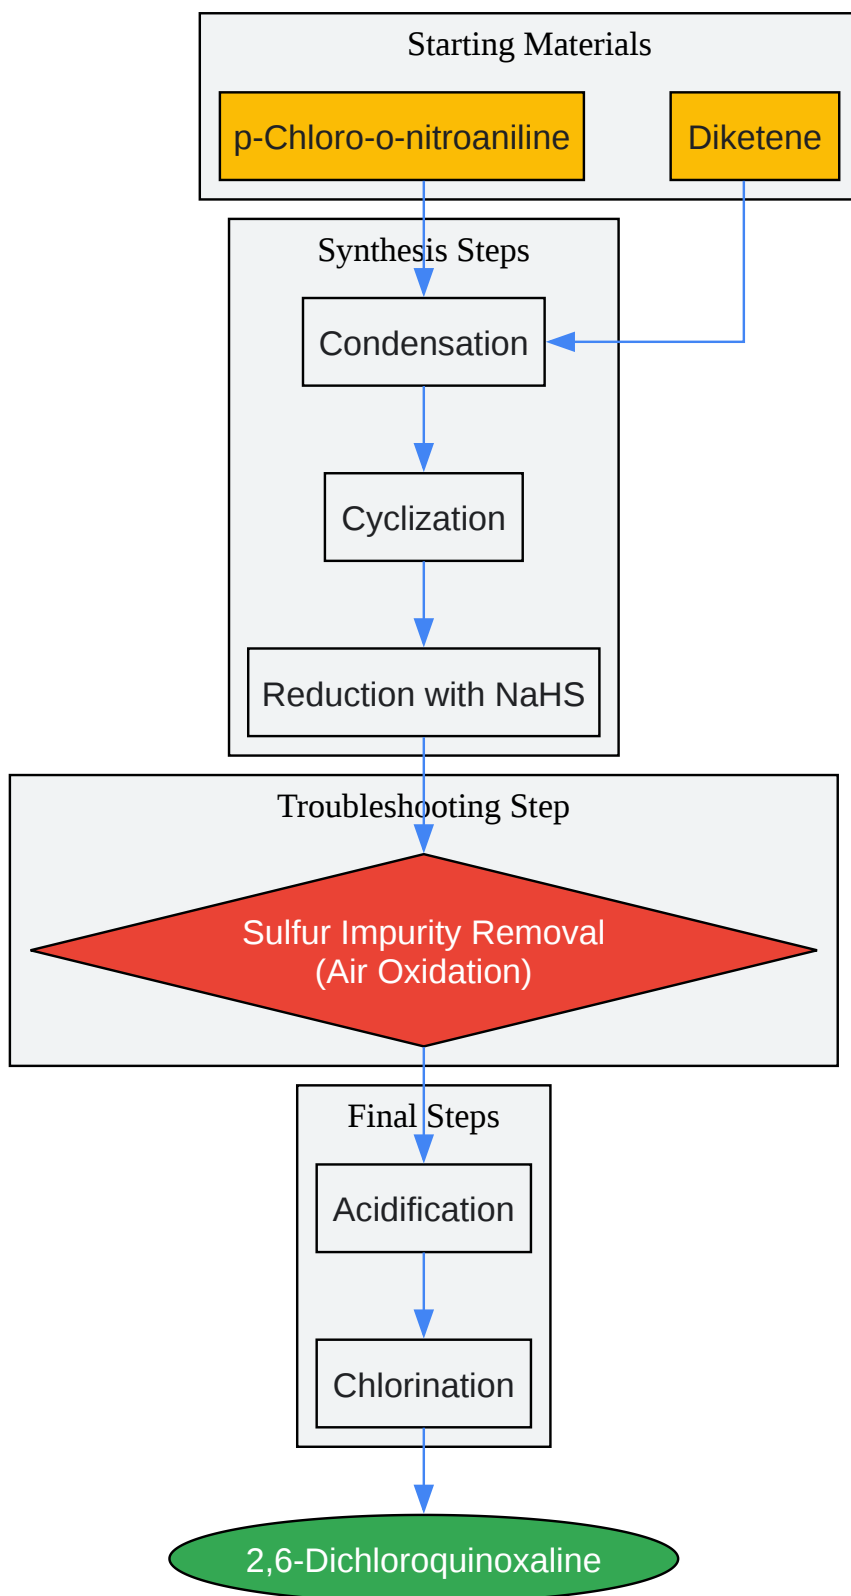 Starting Materials
p-Chloro-o-nitroaniline
Diketene
Synthesis Steps
Condensation
Cyclization
Reduction with NaHS
Troubleshooting Step
Sulfur Impurity Removal
(Air Oxidation)
Final Steps
Acidification
Chlorination
2,6-Dichloroquinoxaline